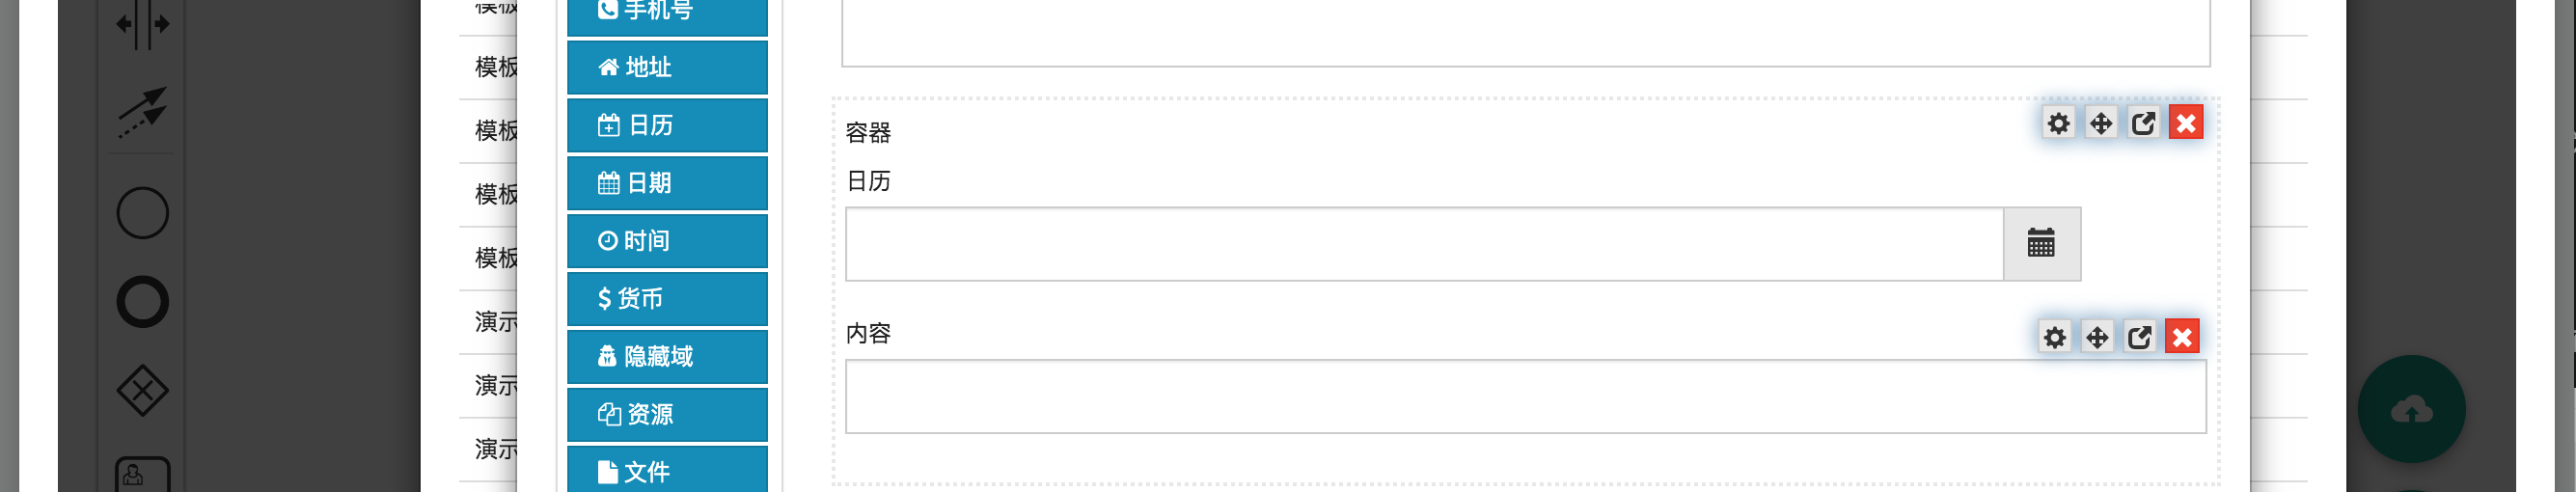 模板
手机号
模板
地址
模板
日历
容器
模板
日期
日历
模板
时间
演示
货币
演示
隐藏域
内容
演示
资源
文件